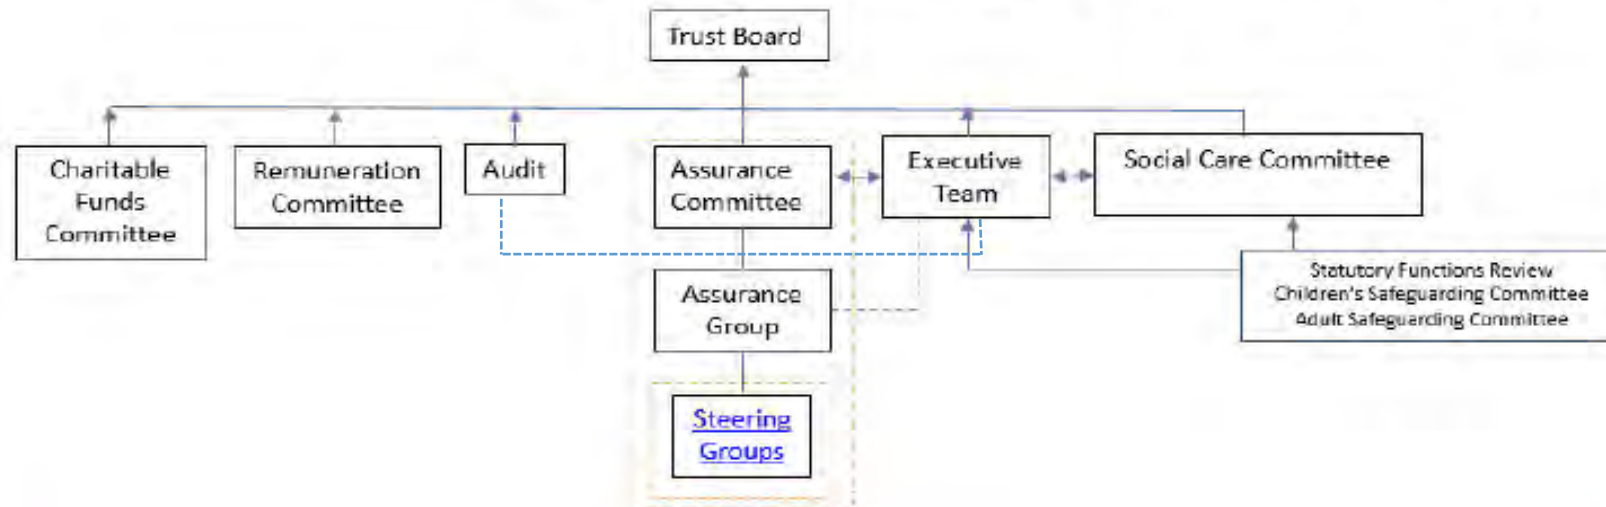 Trust Board
Charitable
Funds
Committee
Remuneration
Committee
Audit
Assurance
Committee
Executive
Team
Social Care Committee
Assurance
Group
Statutory Functions Review
Children's Safeguarding Committee
Adult Safeguarding Committee
Steering
Groups